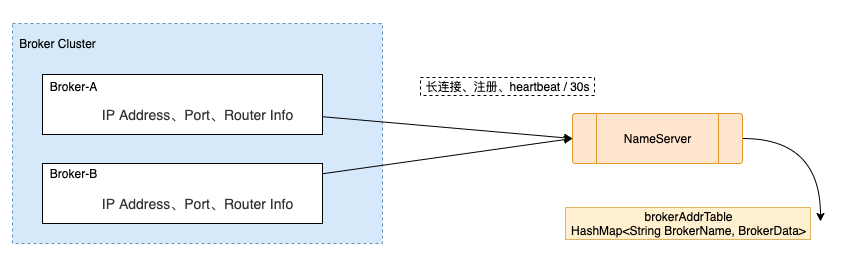 Broker Cluster
Broker-A
IP Address、Port、Router Info
长连接、注册、heartbeat / 30s
NameServer
Broker-B
IP Address、Port、Router Info
brokerAddrTable
HashMap<String BrokerName, BrokerData>